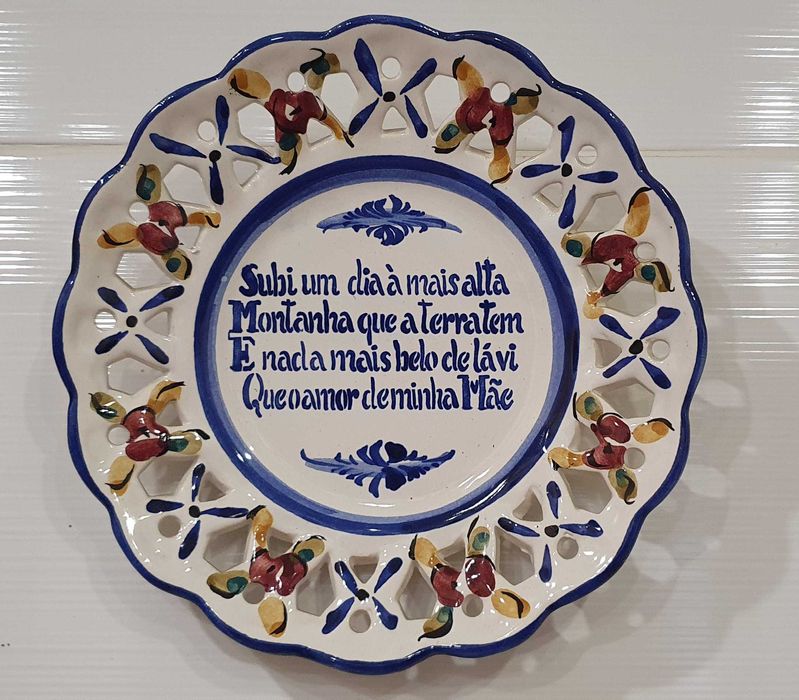 Subi um dia à mais alta
Montanha que a terra tem
E nada mais belo de lá vi
Que o amor de minha Mãe